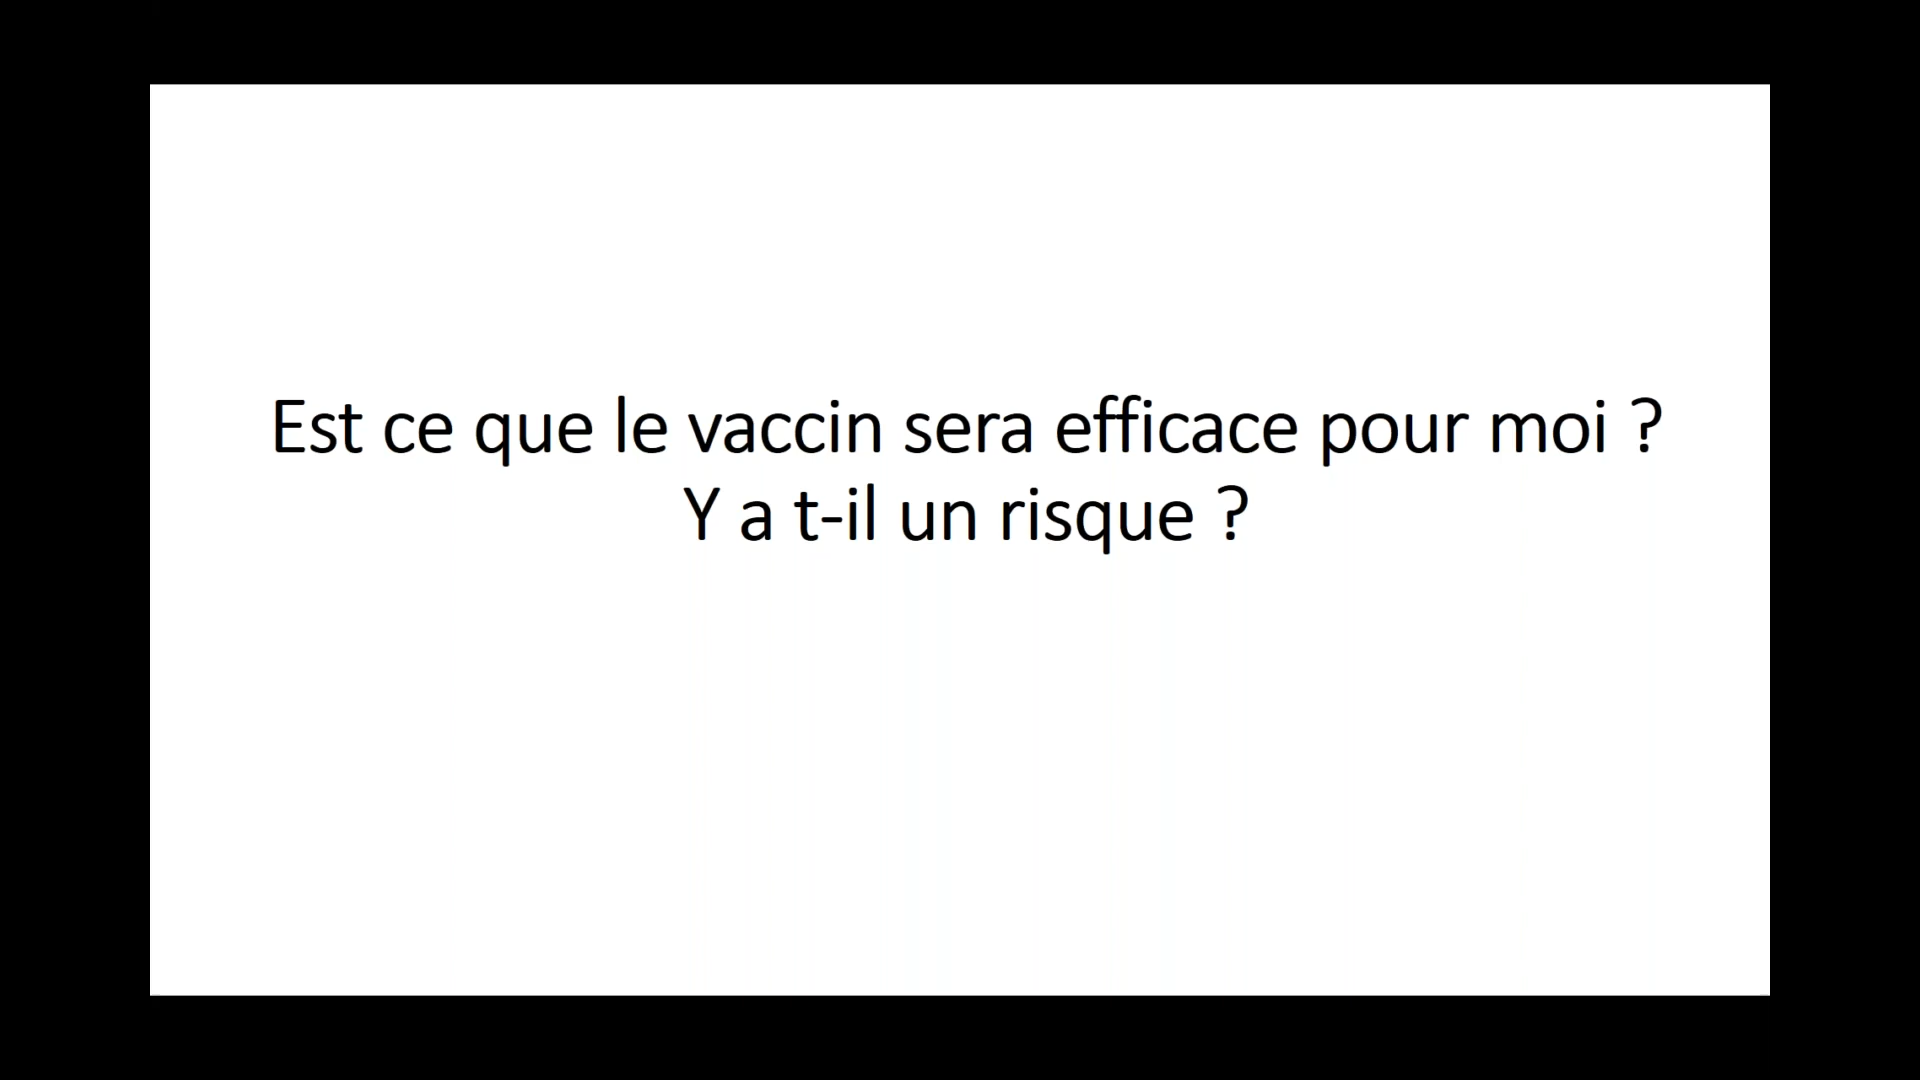 Est ce que le vaccin sera efficace pour moi ?
Y a t-il un risque ?